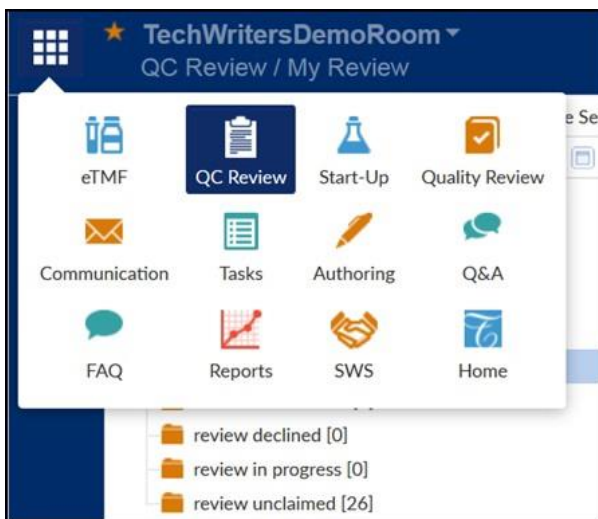 TechWritersDemoRoom
QC Review / My Review
e Se
eTMF
QC Review
Start-Up
Quality Review
Communication
Tasks
Authoring
Q&A
FAQ
Reports
SWS
Home
review declined [0]
review in progress [0]
review unclaimed [26]